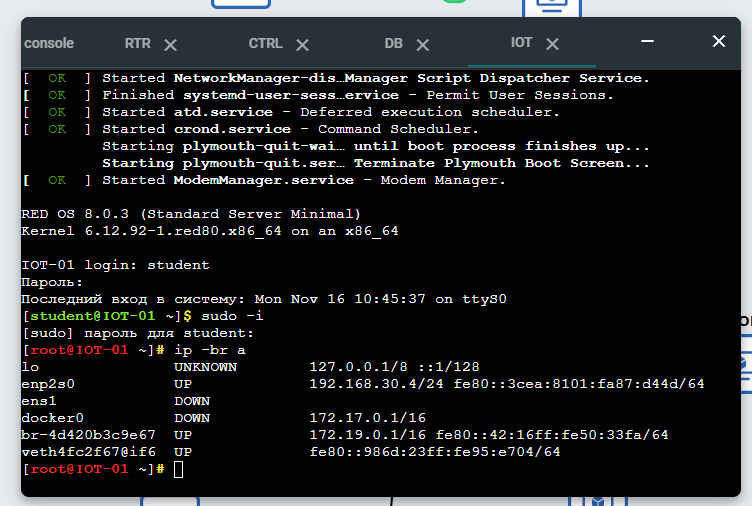 console RTR CTRL DB IOT
[  OK  ] Started NetworkManager-dis…Manager Script Dispatcher Service.
[  OK  ] Finished systemd-user-sess…ervice - Permit User Sessions.
[  OK  ] Started atd.service - Deferred execution scheduler.
[  OK  ] Started crond.service - Command Scheduler.
         Starting plymouth-quit-wai… until boot process finishes up...
         Starting plymouth-quit.ser… Terminate Plymouth Boot Screen...
[  OK  ] Started ModemManager.service - Modem Manager.
RED OS 8.0.3 (Standard Server Minimal)
Kernel 6.12.92-1.red80.x86_64 on an x86_64
IOT-01 login: student
Пароль:
Последний вход в систему: Mon Nov 16 10:45:37 on ttyS0
[student@IOT-01 ~]$ sudo -i
[sudo] пароль для student:
[root@IOT-01 ~]# ip -br a
lo               UNKNOWN        127.0.0.1/8 ::1/128
enp2s0           UP             192.168.30.4/24 fe80::3cea:8101:fa87:d44d/64
ens1             DOWN
docker0          DOWN           172.17.0.1/16
br-4d420b3c9e67  UP             172.19.0.1/16 fe80::42:16ff:fe50:33fa/64
veth4fc2f67@if6  UP             fe80::986d:23ff:fe95:e704/64
[root@IOT-01 ~]#